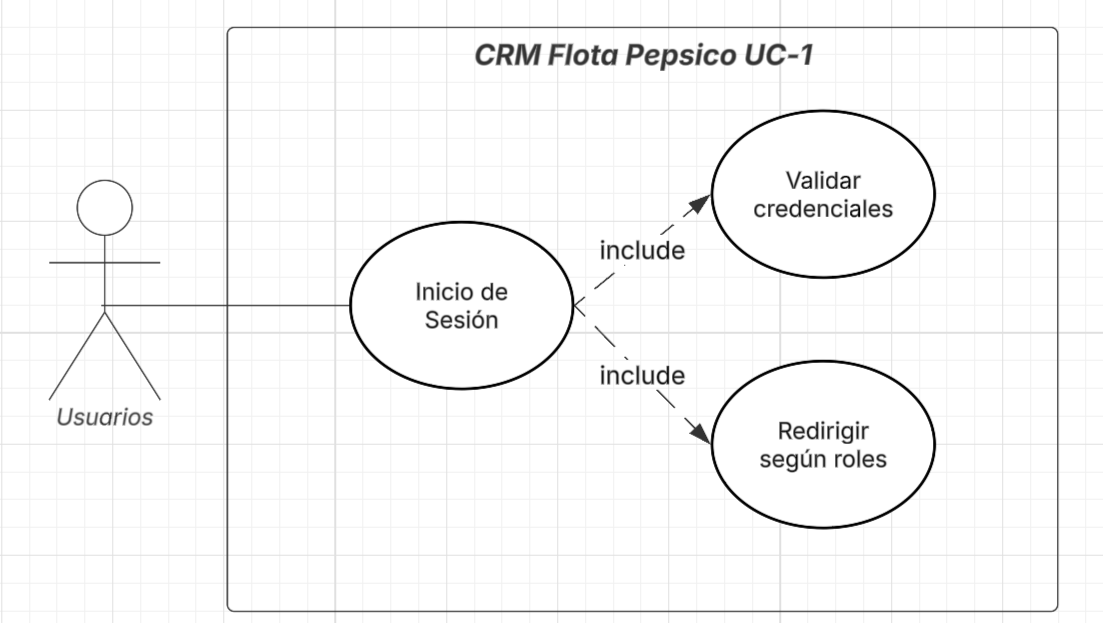 CRM Flota Pepsico UC-1
Validar
credenciales
include
Inicio de
Sesión
include
Usuarios
Redirigir
según roles